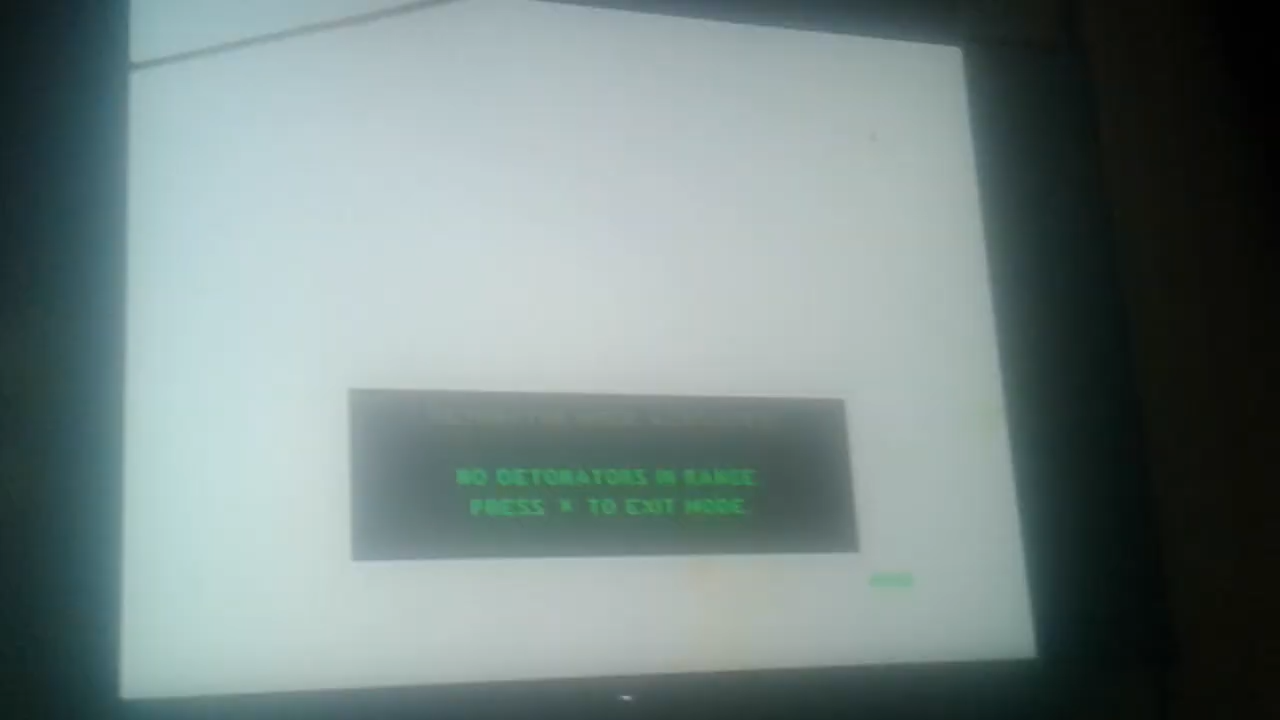 NO DETONATORS IN RANGE
PRESS 'X' TO EXIT MODE